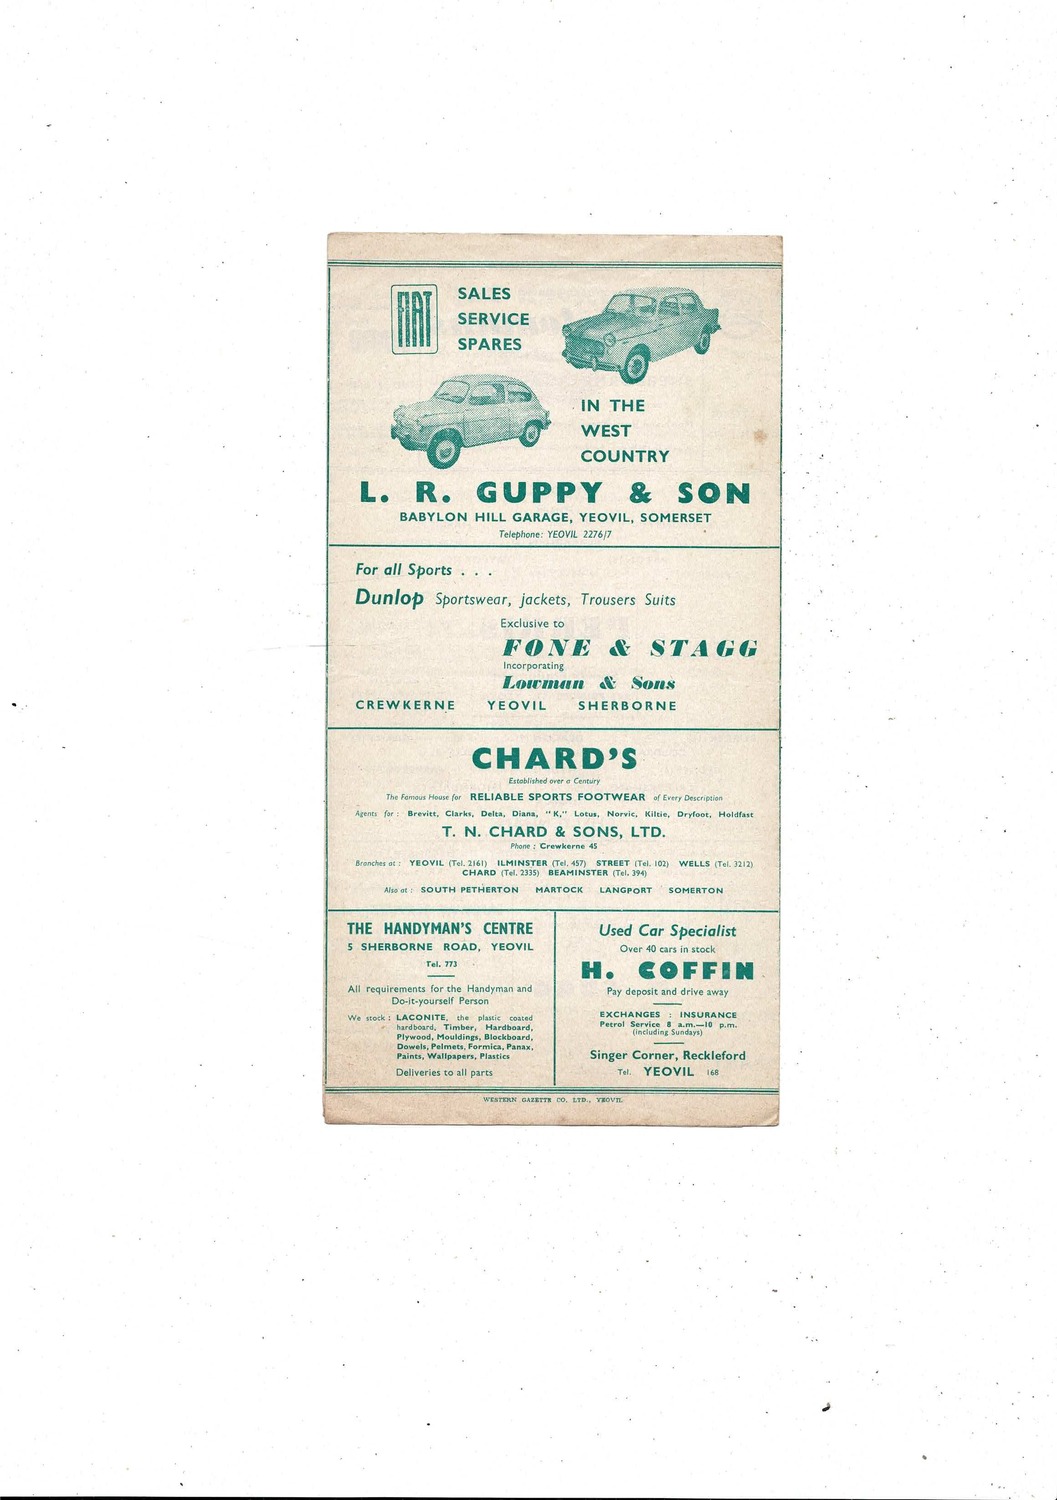 FIAT
SALES
SERVICE
SPARES
IN THE
WEST
COUNTRY
L. R. GUPPY & SON
BABYLON HILL GARAGE, YEOVIL, SOMERSET
Telephone: YEOVIL 2276/7
For all Sports . . .
Dunlop Sportswear, jackets, Trousers Suits
Exclusive to
FONE & STAGG
Incorporating
Lowman & Sons
CREWKERNE YEOVIL SHERBORNE
CHARD'S
Established over a Century
The Famous House for RELIABLE SPORTS FOOTWEAR of Every Description
Agents for : Brevitt, Clarks, Delta, Diana, "K," Lotus, Norvic, Kiltie, Dryfoot, Holdfast
T. N. CHARD & SONS, LTD.
Phone : Crewkerne 45
Branches at : YEOVIL (Tel. 2161) ILMINSTER (Tel. 457) STREET (Tel. 102) WELLS (Tel. 3212)
CHARD (Tel. 2335) BEAMINSTER (Tel. 394)
Also at : SOUTH PETHERTON MARTOCK LANGPORT SOMERTON
THE HANDYMAN'S CENTRE
5 SHERBORNE ROAD, YEOVIL
Tel. 773
All requirements for the Handyman and
Do-it-yourself Person
We stock : LACONITE, the plastic coated
hardboard, Timber, Hardboard,
Plywood, Mouldings, Blockboard,
Dowels, Pelmets, Formica, Panax,
Paints, Wallpapers, Plastics
Deliveries to all parts
Used Car Specialist
Over 40 cars in stock
H. COFFIN
Pay deposit and drive away
EXCHANGES : INSURANCE
Petrol Service 8 a.m.—10 p.m.
(including Sundays)
Singer Corner, Reckleford
Tel. YEOVIL 168
WESTERN GAZETTE CO. LTD., YEOVIL